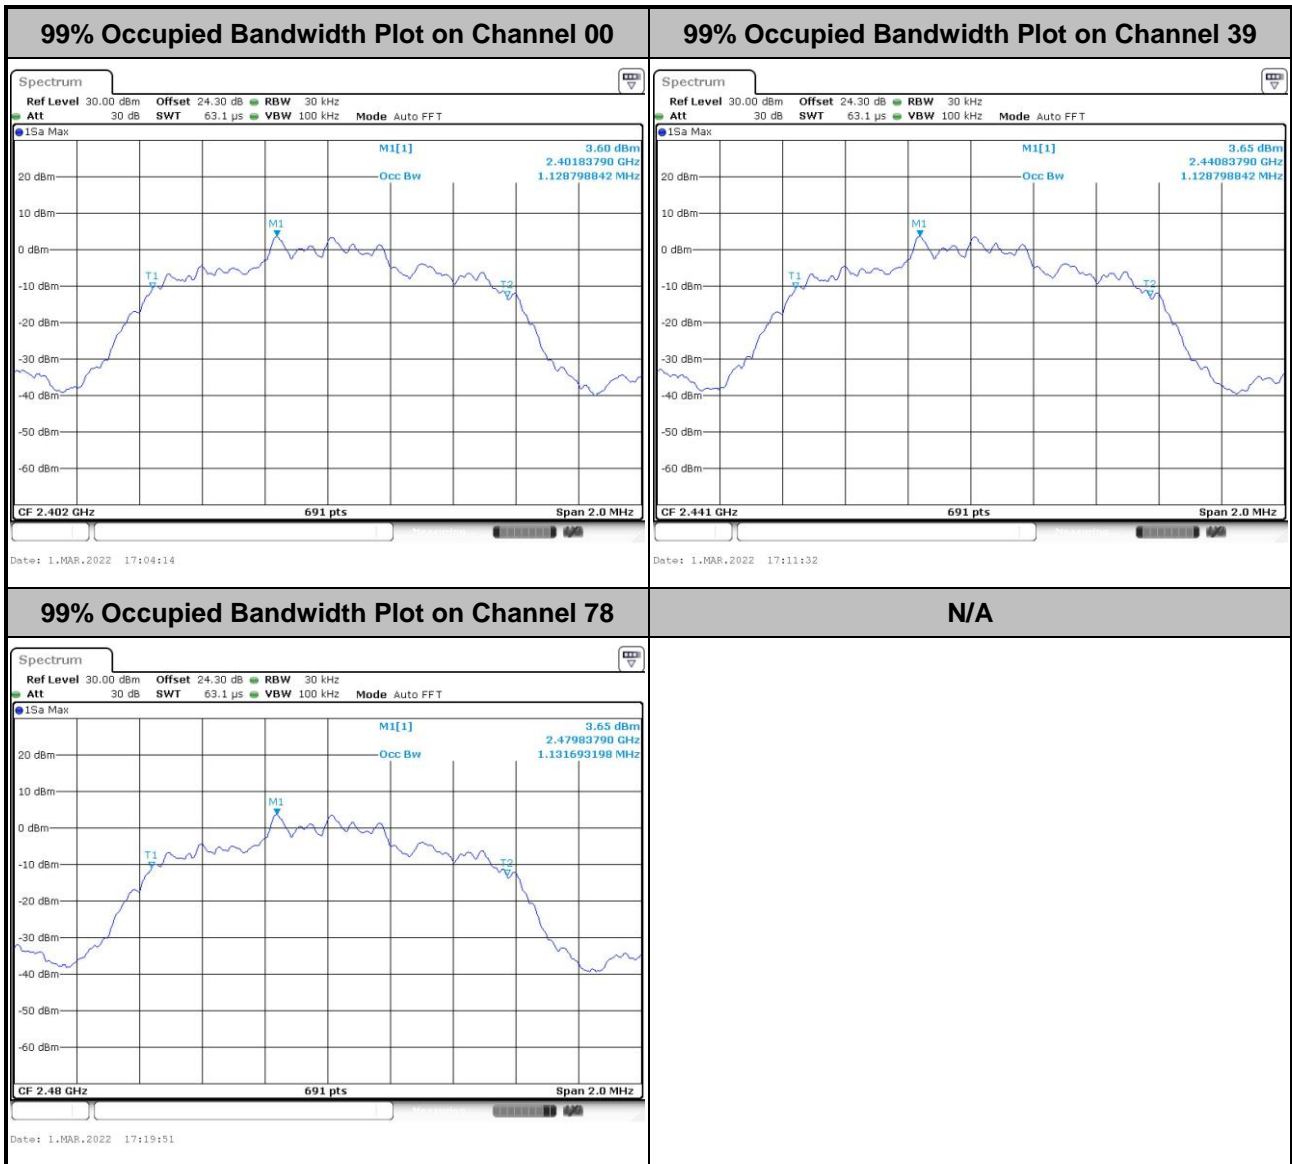 99% Occupied Bandwidth Plot on Channel 00
Spectrum
Ref Level 30.00 dBm Offset 24.30 dB RBW 30 kHz
Att 30 dB SWT 63.1 µs VBW 100 kHz Mode Auto FFT
1Sa Max
M1[1] 3.60 dBm
2.40183790 GHz
Occ Bw 1.128798842 MHz
20 dBm
10 dBm
M1
0 dBm
T1
-10 dBm
T2
-20 dBm
-30 dBm
-40 dBm
-50 dBm
-60 dBm
CF 2.402 GHz 691 pts Span 2.0 MHz
Date: 1.MAR.2022 17:04:14
99% Occupied Bandwidth Plot on Channel 39
Spectrum
Ref Level 30.00 dBm Offset 24.30 dB RBW 30 kHz
Att 30 dB SWT 63.1 µs VBW 100 kHz Mode Auto FFT
1Sa Max
M1[1] 3.65 dBm
2.44083790 GHz
Occ Bw 1.128798842 MHz
20 dBm
10 dBm
M1
0 dBm
T1
-10 dBm
T2
-20 dBm
-30 dBm
-40 dBm
-50 dBm
-60 dBm
CF 2.441 GHz 691 pts Span 2.0 MHz
Date: 1.MAR.2022 17:11:32
99% Occupied Bandwidth Plot on Channel 78
Spectrum
Ref Level 30.00 dBm Offset 24.30 dB RBW 30 kHz
Att 30 dB SWT 63.1 µs VBW 100 kHz Mode Auto FFT
1Sa Max
M1[1] 3.65 dBm
2.47983790 GHz
Occ Bw 1.131693198 MHz
20 dBm
10 dBm
M1
0 dBm
T1
-10 dBm
T2
-20 dBm
-30 dBm
-40 dBm
-50 dBm
-60 dBm
CF 2.48 GHz 691 pts Span 2.0 MHz
Date: 1.MAR.2022 17:19:51
N/A